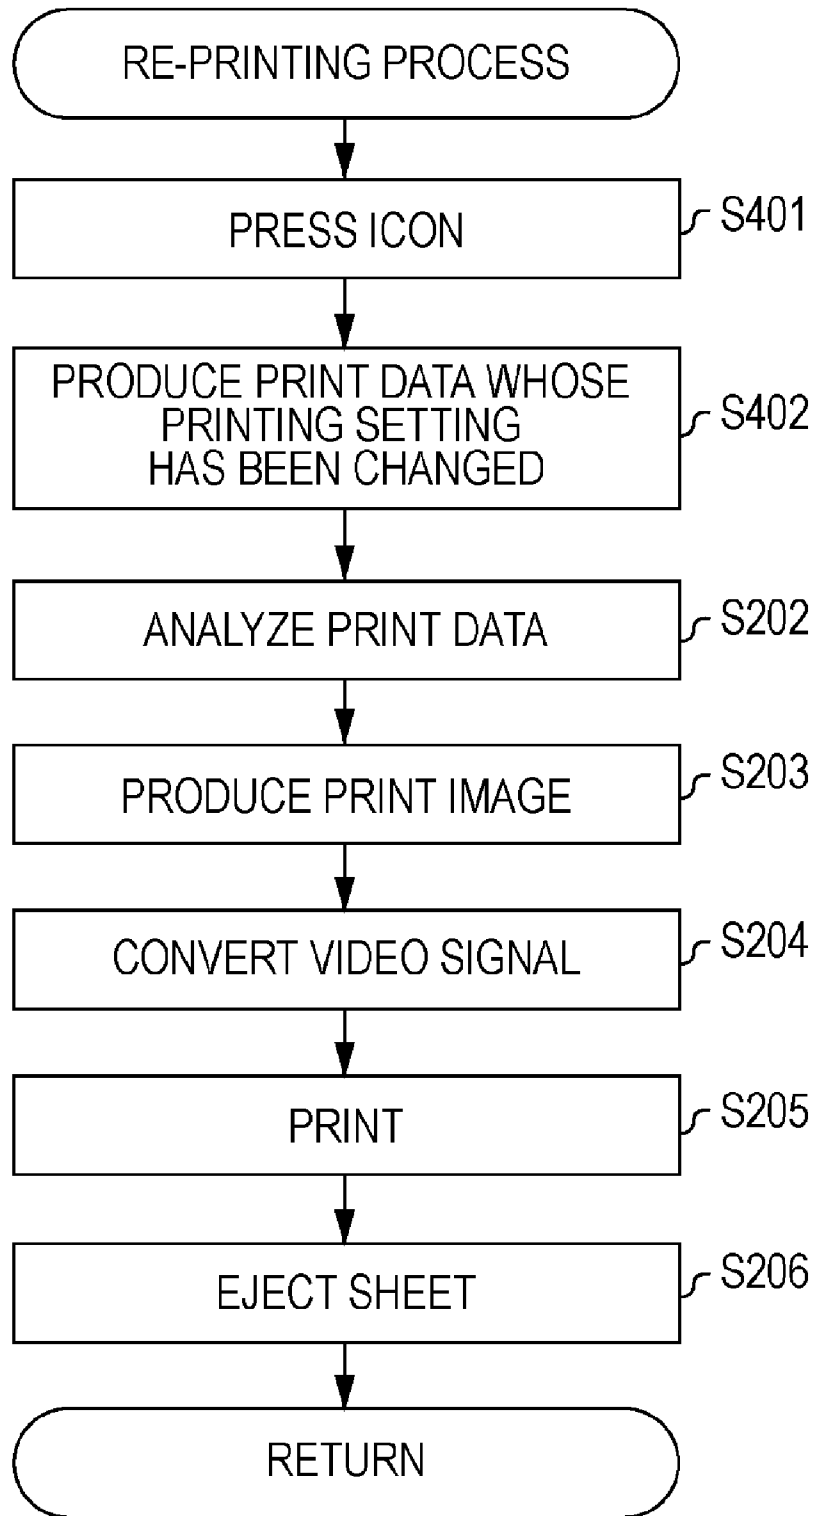 RE-PRINTING PROCESS
PRESS ICON
S401
PRODUCE PRINT DATA WHOSE
PRINTING SETTING
HAS BEEN CHANGED
S402
ANALYZE PRINT DATA
S202
PRODUCE PRINT IMAGE
S203
CONVERT VIDEO SIGNAL
S204
PRINT
S205
EJECT SHEET
S206
RETURN